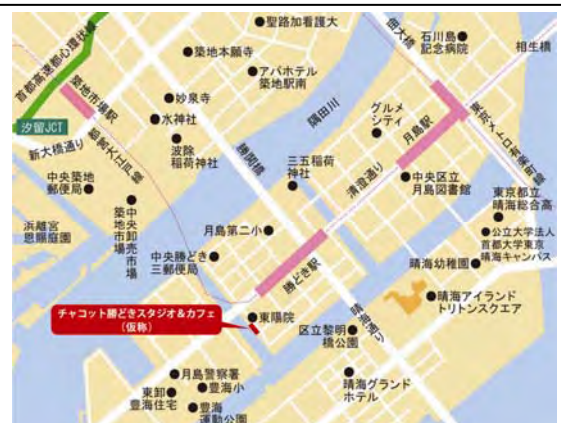 聖路加看護大
佃大橋
石川島
記念病院
相生橋
首都高速都心環状線
築地本願寺
アパホテル
築地駅南
築地市場駅
妙泉寺
隅田川
グルメ
シティ
月島駅
東京メトロ有楽町線
水神社
汐留JCT
新大橋通り
都営大江戸線
波除
稲荷神社
勝鬨橋
三五稲荷
神社
清澄通り
中央区立
月島図書館
中央築地
郵便局
東京都立
晴海総合高
浜離宮
恩賜庭園
中央卸売市場
築地市場
月島第二小
公立大学法人
首都大学東京
晴海キャンパス
中央勝どき
三郵便局
勝どき駅
晴海幼稚園
チャコット勝どきスタジオ&カフェ
(仮称)
東陽院
晴海通り
晴海アイランド
トリトンスクエア
区立黎明
橋公園
月島警察署
豊海小
東卸
豊海住宅
豊海
運動公園
晴海グランド
ホテル